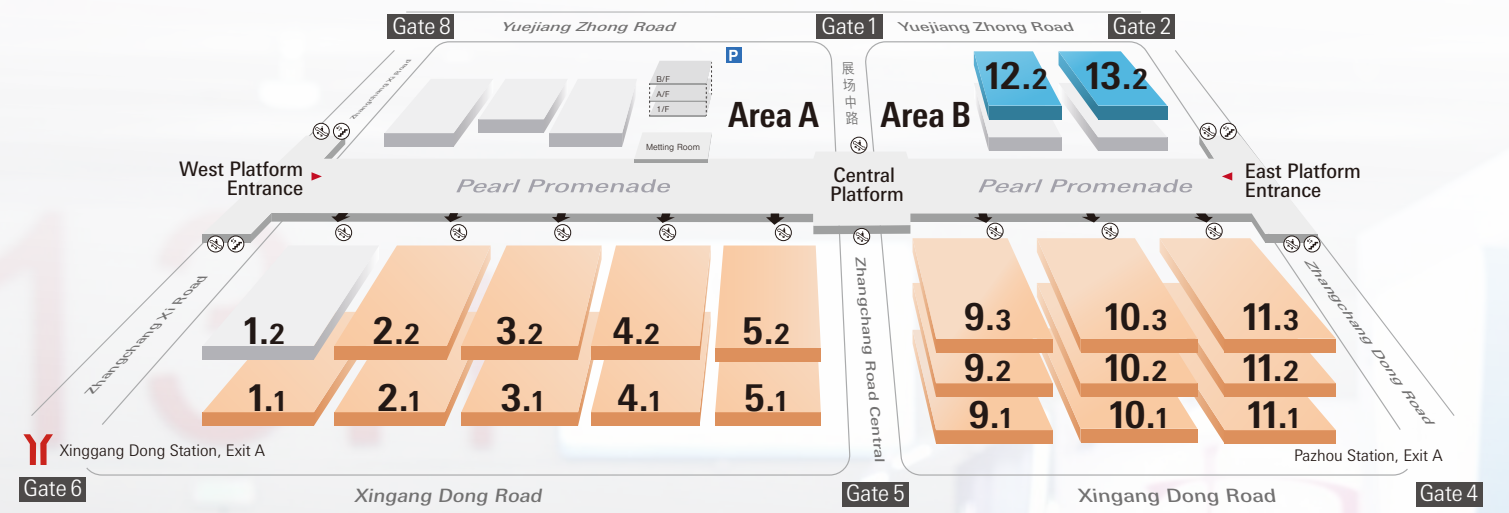 Gate 8
Yuejiang Zhong Road
Gate 1
Yuejiang Zhong Road
Gate 2
P
B/F
A/F
1/F
Metting Room
Area A
展
场
中
路
Area B
12.2
13.2
Zhangchang Xi Road
West Platform
Entrance
Pearl Promenade
Central
Platform
Pearl Promenade
East Platform
Entrance
1.2
2.2
3.2
4.2
5.2
9.3
10.3
11.3
9.2
10.2
11.2
1.1
2.1
3.1
4.1
5.1
9.1
10.1
11.1
Zhangchang Xi Road
Zhangchang Road Central
Zhangchang Dong Road
Xinggang Dong Station, Exit A
Pazhou Station, Exit A
Gate 6
Xingang Dong Road
Gate 5
Xingang Dong Road
Gate 4